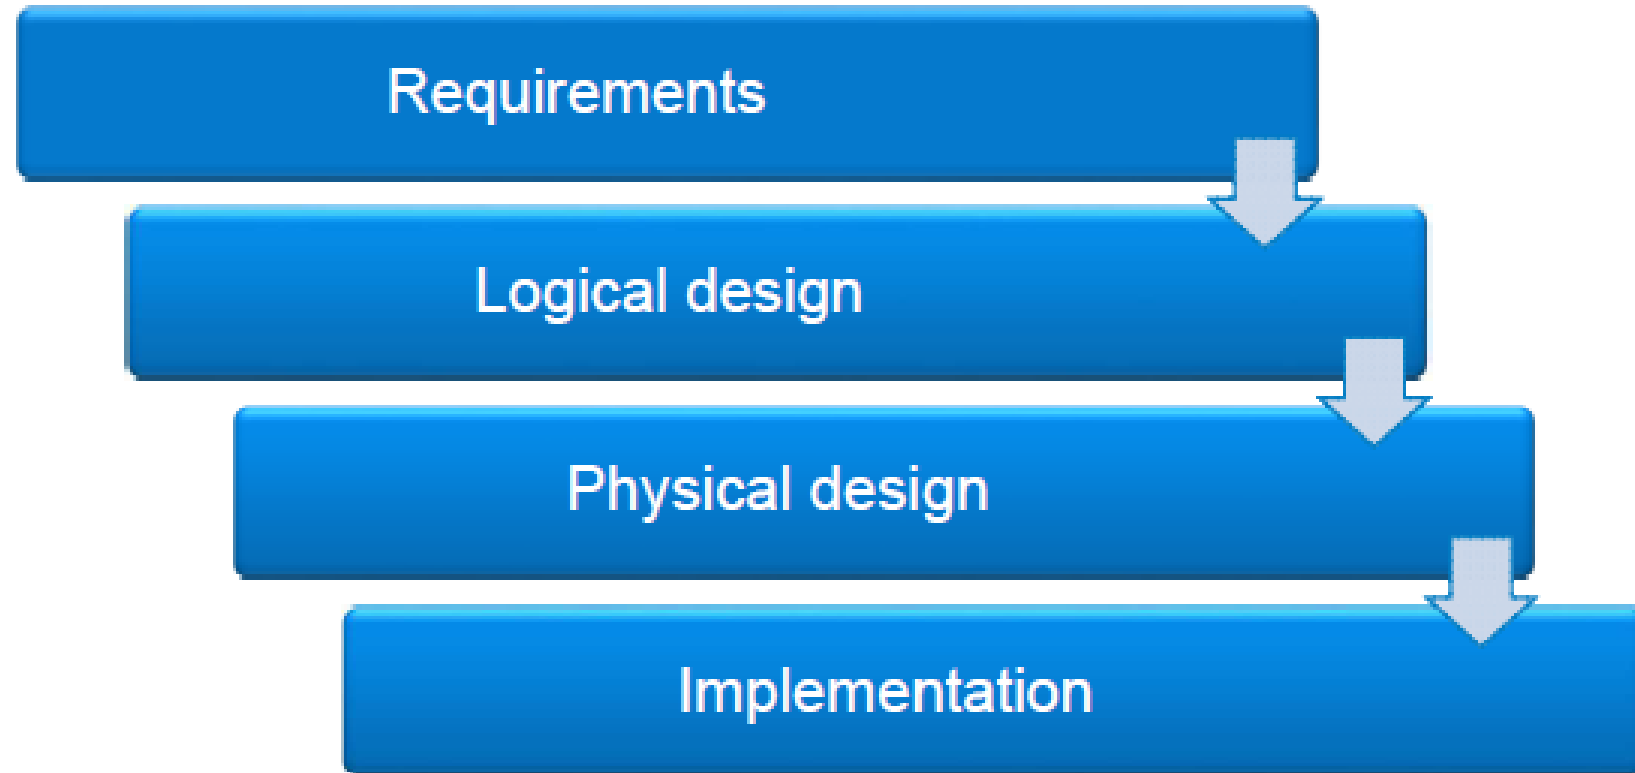 Requirements
Logical design
Physical design
Implementation